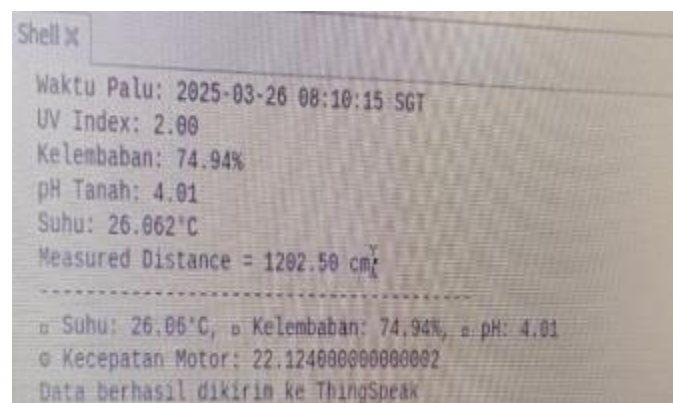 Shell ×
Waktu Palu: 2025-03-26 08:10:15 SGT
UV Index: 2.00
Kelembaban: 74.94%
pH Tanah: 4.01
Suhu: 26.062°C
Measured Distance = 1202.50 cm
--------------------------------------------
▫ Suhu: 26.06°C, ▫ Kelembaban: 74.94%, ▫ pH: 4.01
⚙ Kecepatan Motor: 22.124000000000002
Data berhasil dikirim ke ThingSpeak